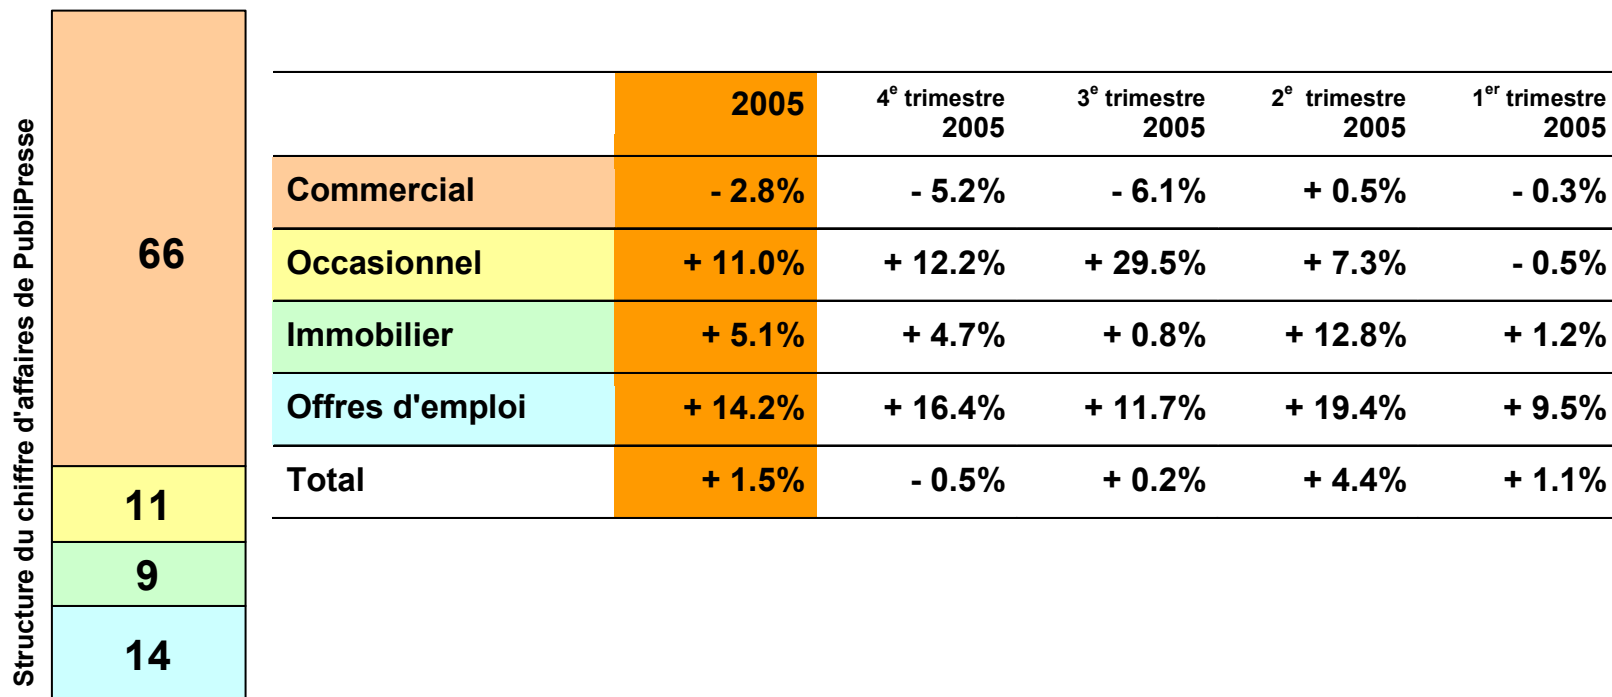 Structure du chiffre d'affaires de PubliPresse
66
11
9
14
2005 4e trimestre 2005 3e trimestre 2005 2e trimestre 2005 1er trimestre 2005
Commercial - 2.8% - 5.2% - 6.1% + 0.5% - 0.3%
Occasionnel + 11.0% + 12.2% + 29.5% + 7.3% - 0.5%
Immobilier + 5.1% + 4.7% + 0.8% + 12.8% + 1.2%
Offres d'emploi + 14.2% + 16.4% + 11.7% + 19.4% + 9.5%
Total + 1.5% - 0.5% + 0.2% + 4.4% + 1.1%